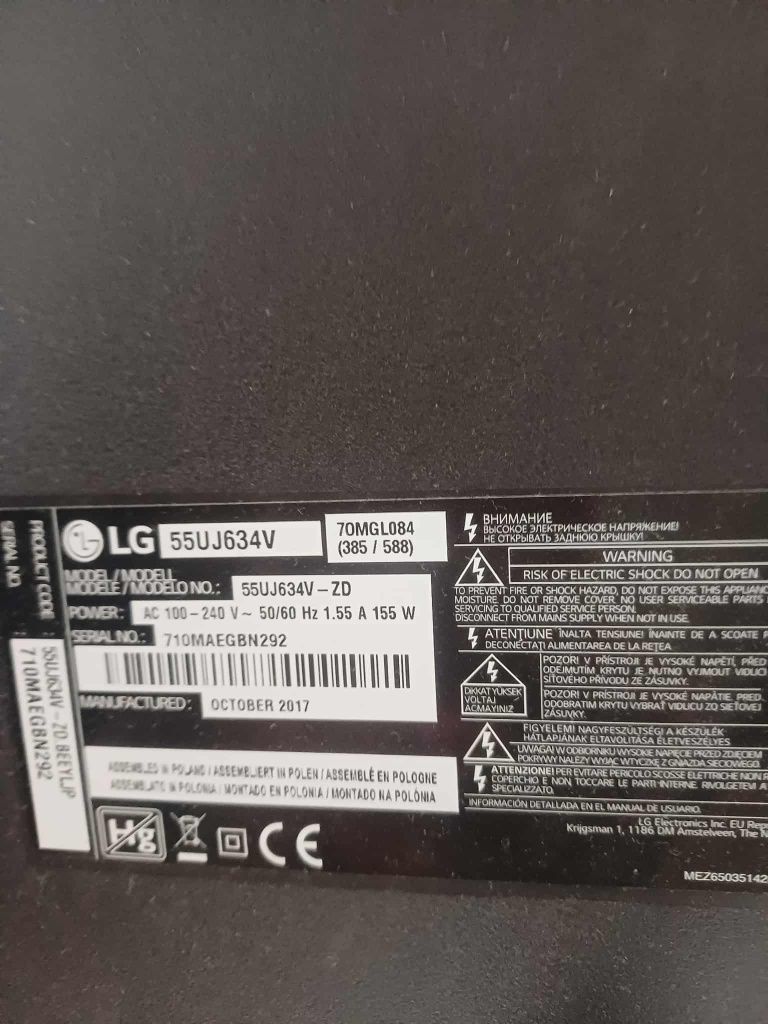 LG 55UJ634V
70MGL084
(385 / 588)
MODEL / MODELL
MODELE / MODELO NO.: 55UJ634V-ZD
POWER: AC 100-240 V~ 50/60 Hz 1.55 A 155 W
SERIAL NO.: 710MAEGBN292
MANUFACTURED: OCTOBER 2017
ASSEMBLED IN POLAND / ASSEMBLIERT IN POLEN / ASSEMBLÉ EN POLOGNE
ASSEMBLATO IN POLONIA / MONTADO EN POLONIA / MONTADO NA POLÓNIA
Hg
CE
PRODUCT CODE : 55UJ634V-ZD
SERIAL NO : 710MAEGBN292
ВНИМАНИЕ
ВЫСОКОЕ ЭЛЕКТРИЧЕСКОЕ НАПРЯЖЕНИЕ!
НЕ ОТКРЫВАТЬ ЗАДНЮЮ КРЫШКУ!
WARNING
RISK OF ELECTRIC SHOCK DO NOT OPEN
TO PREVENT FIRE OR SHOCK HAZARD, DO NOT EXPOSE THIS APPLIANC
MOISTURE. DO NOT REMOVE COVER. NO USER SERVICEABLE PARTS
SERVICING TO QUALIFIED SERVICE PERSON.
DISCONNECT FROM MAINS SUPPLY WHEN NOT IN USE.
ATENŢIUNE ÎNALTA TENSIUNE! ÎNAINTE DE A SCOATE
DECONECTAŢI ALIMENTAREA DE LA REŢEA
DIKKAT YÜKSEK
VOLTAJ
AÇMAYINIZ
POZOR! V PŘÍSTROJI JE VYSOKÉ NAPĚTÍ, PŘED
ODEJMUTÍM KRYTU JE NUTNO VYJMOUT VIDLICI
SÍŤOVÉHO PŘÍVODU ZE ZÁSUVKY.
POZOR! V PRÍSTROJI JE VYSOKÉ NAPÄTIE. PRED
ODOBRATIM KRYTU VYBRAŤ VIDLICU ZO SIEŤOVEJ
ZÁSUVKY.
FIGYELEM! NAGYFESZÜLTSÉG! A KÉSZÜLÉK
HÁTLAPJÁNAK ELTÁVOLÍTÁSA ÉLETVESZÉLYES
UWAGA! W ODBIORNIKU WYSOKIE NAPIĘCIE PRZED ZDJĘCIEM
POKRYWY NALEŻY WYJĄĆ WTYCZKĘ Z GNIAZDA SIECIOWEGO
ATTENZIONE! PER EVITARE PERICOLO SCOSSE ELETTRICHE NON
COPERCHIO E NON TOCCARE LE PARTI INTERNE. RIVOLGETEVI A
SPECIALIZZATO.
INFORMACIÓN DETALLADA EN EL MANUAL DE USUARIO.
LG Electronics Inc. EU Repr
Krijgsman 1, 1186 DM Amstelveen, The N
MEZ65035142